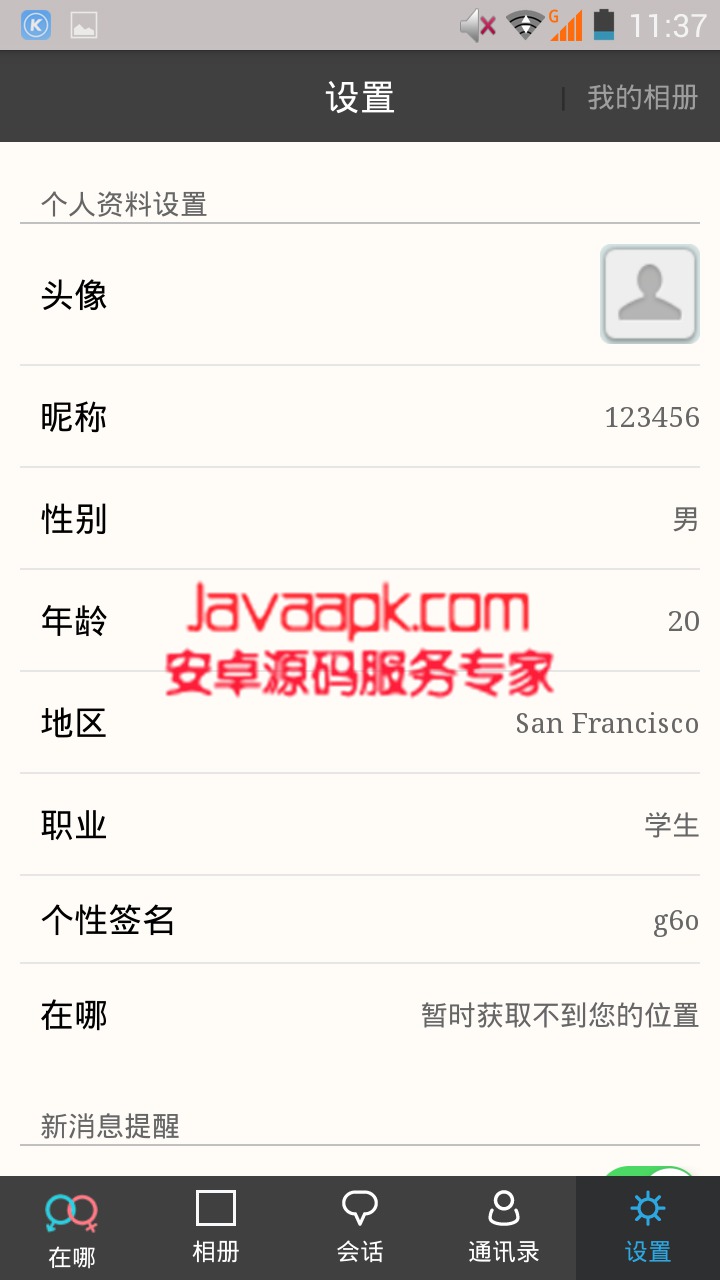 11:37
设置
我的相册
个人资料设置
头像
昵称 123456
性别 男
年龄 20
Javaapk.com
安卓源码服务专家
地区 San Francisco
职业 学生
个性签名 g6o
在哪 暂时获取不到您的位置
新消息提醒
在哪 相册 会话 通讯录 设置